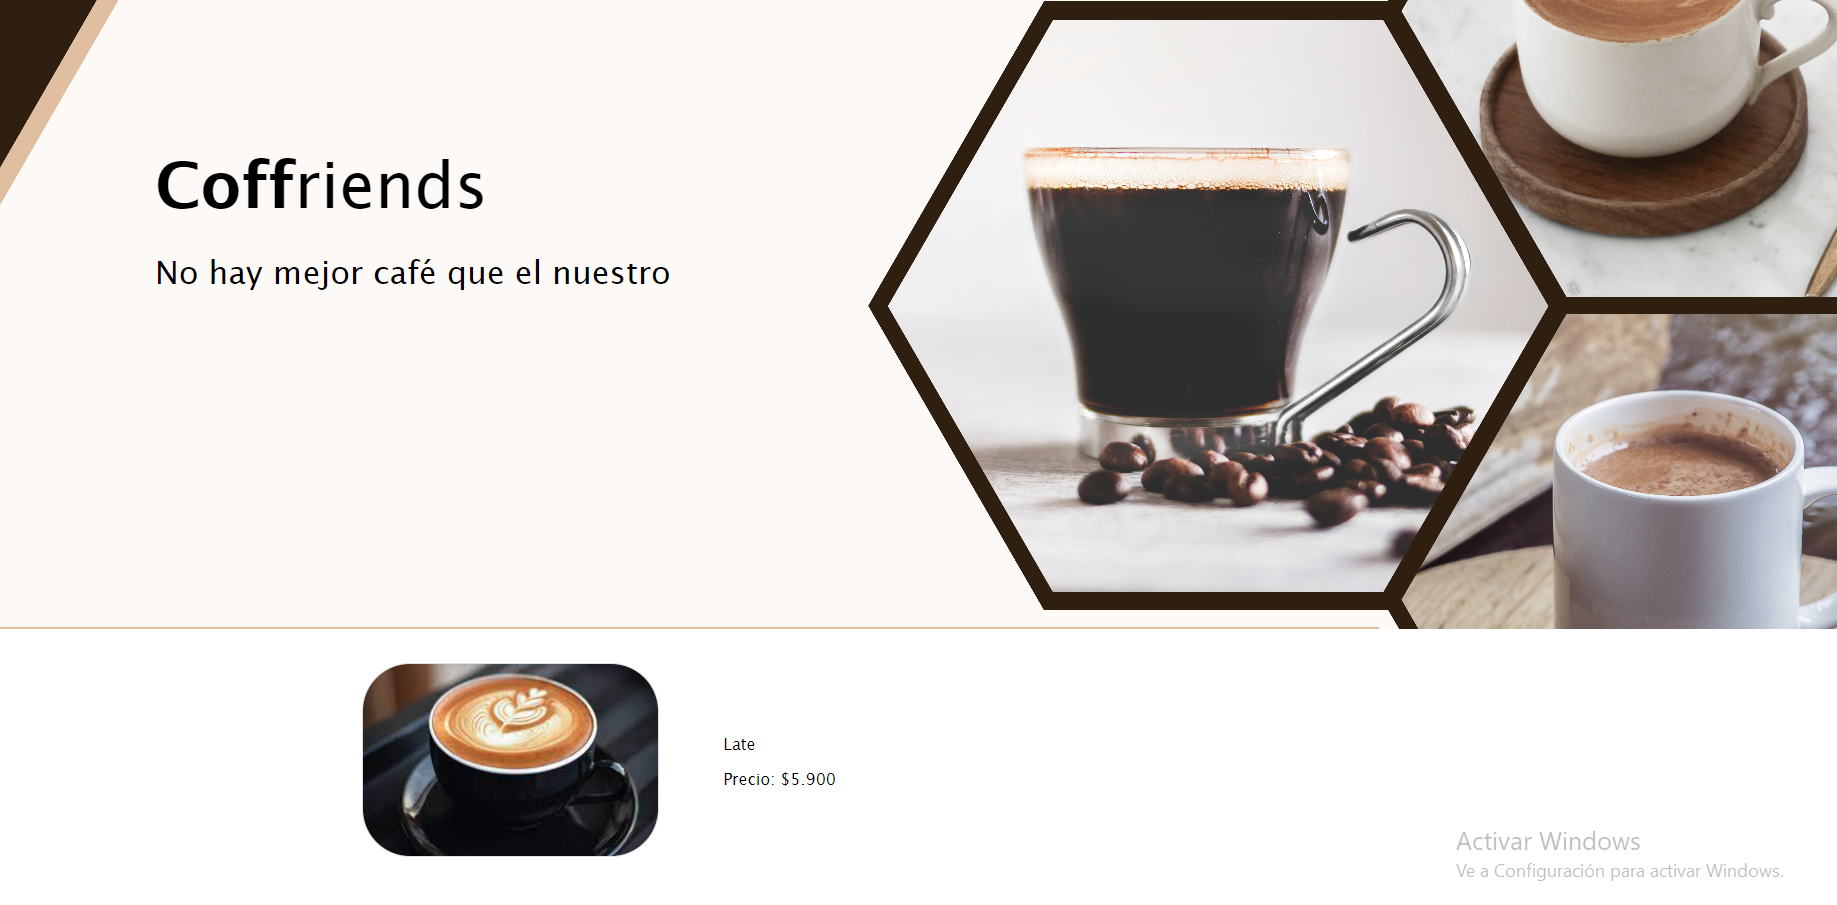 Coffriends
No hay mejor café que el nuestro
Late
Precio: $5.900
Activar Windows
Ve a Configuración para activar Windows.